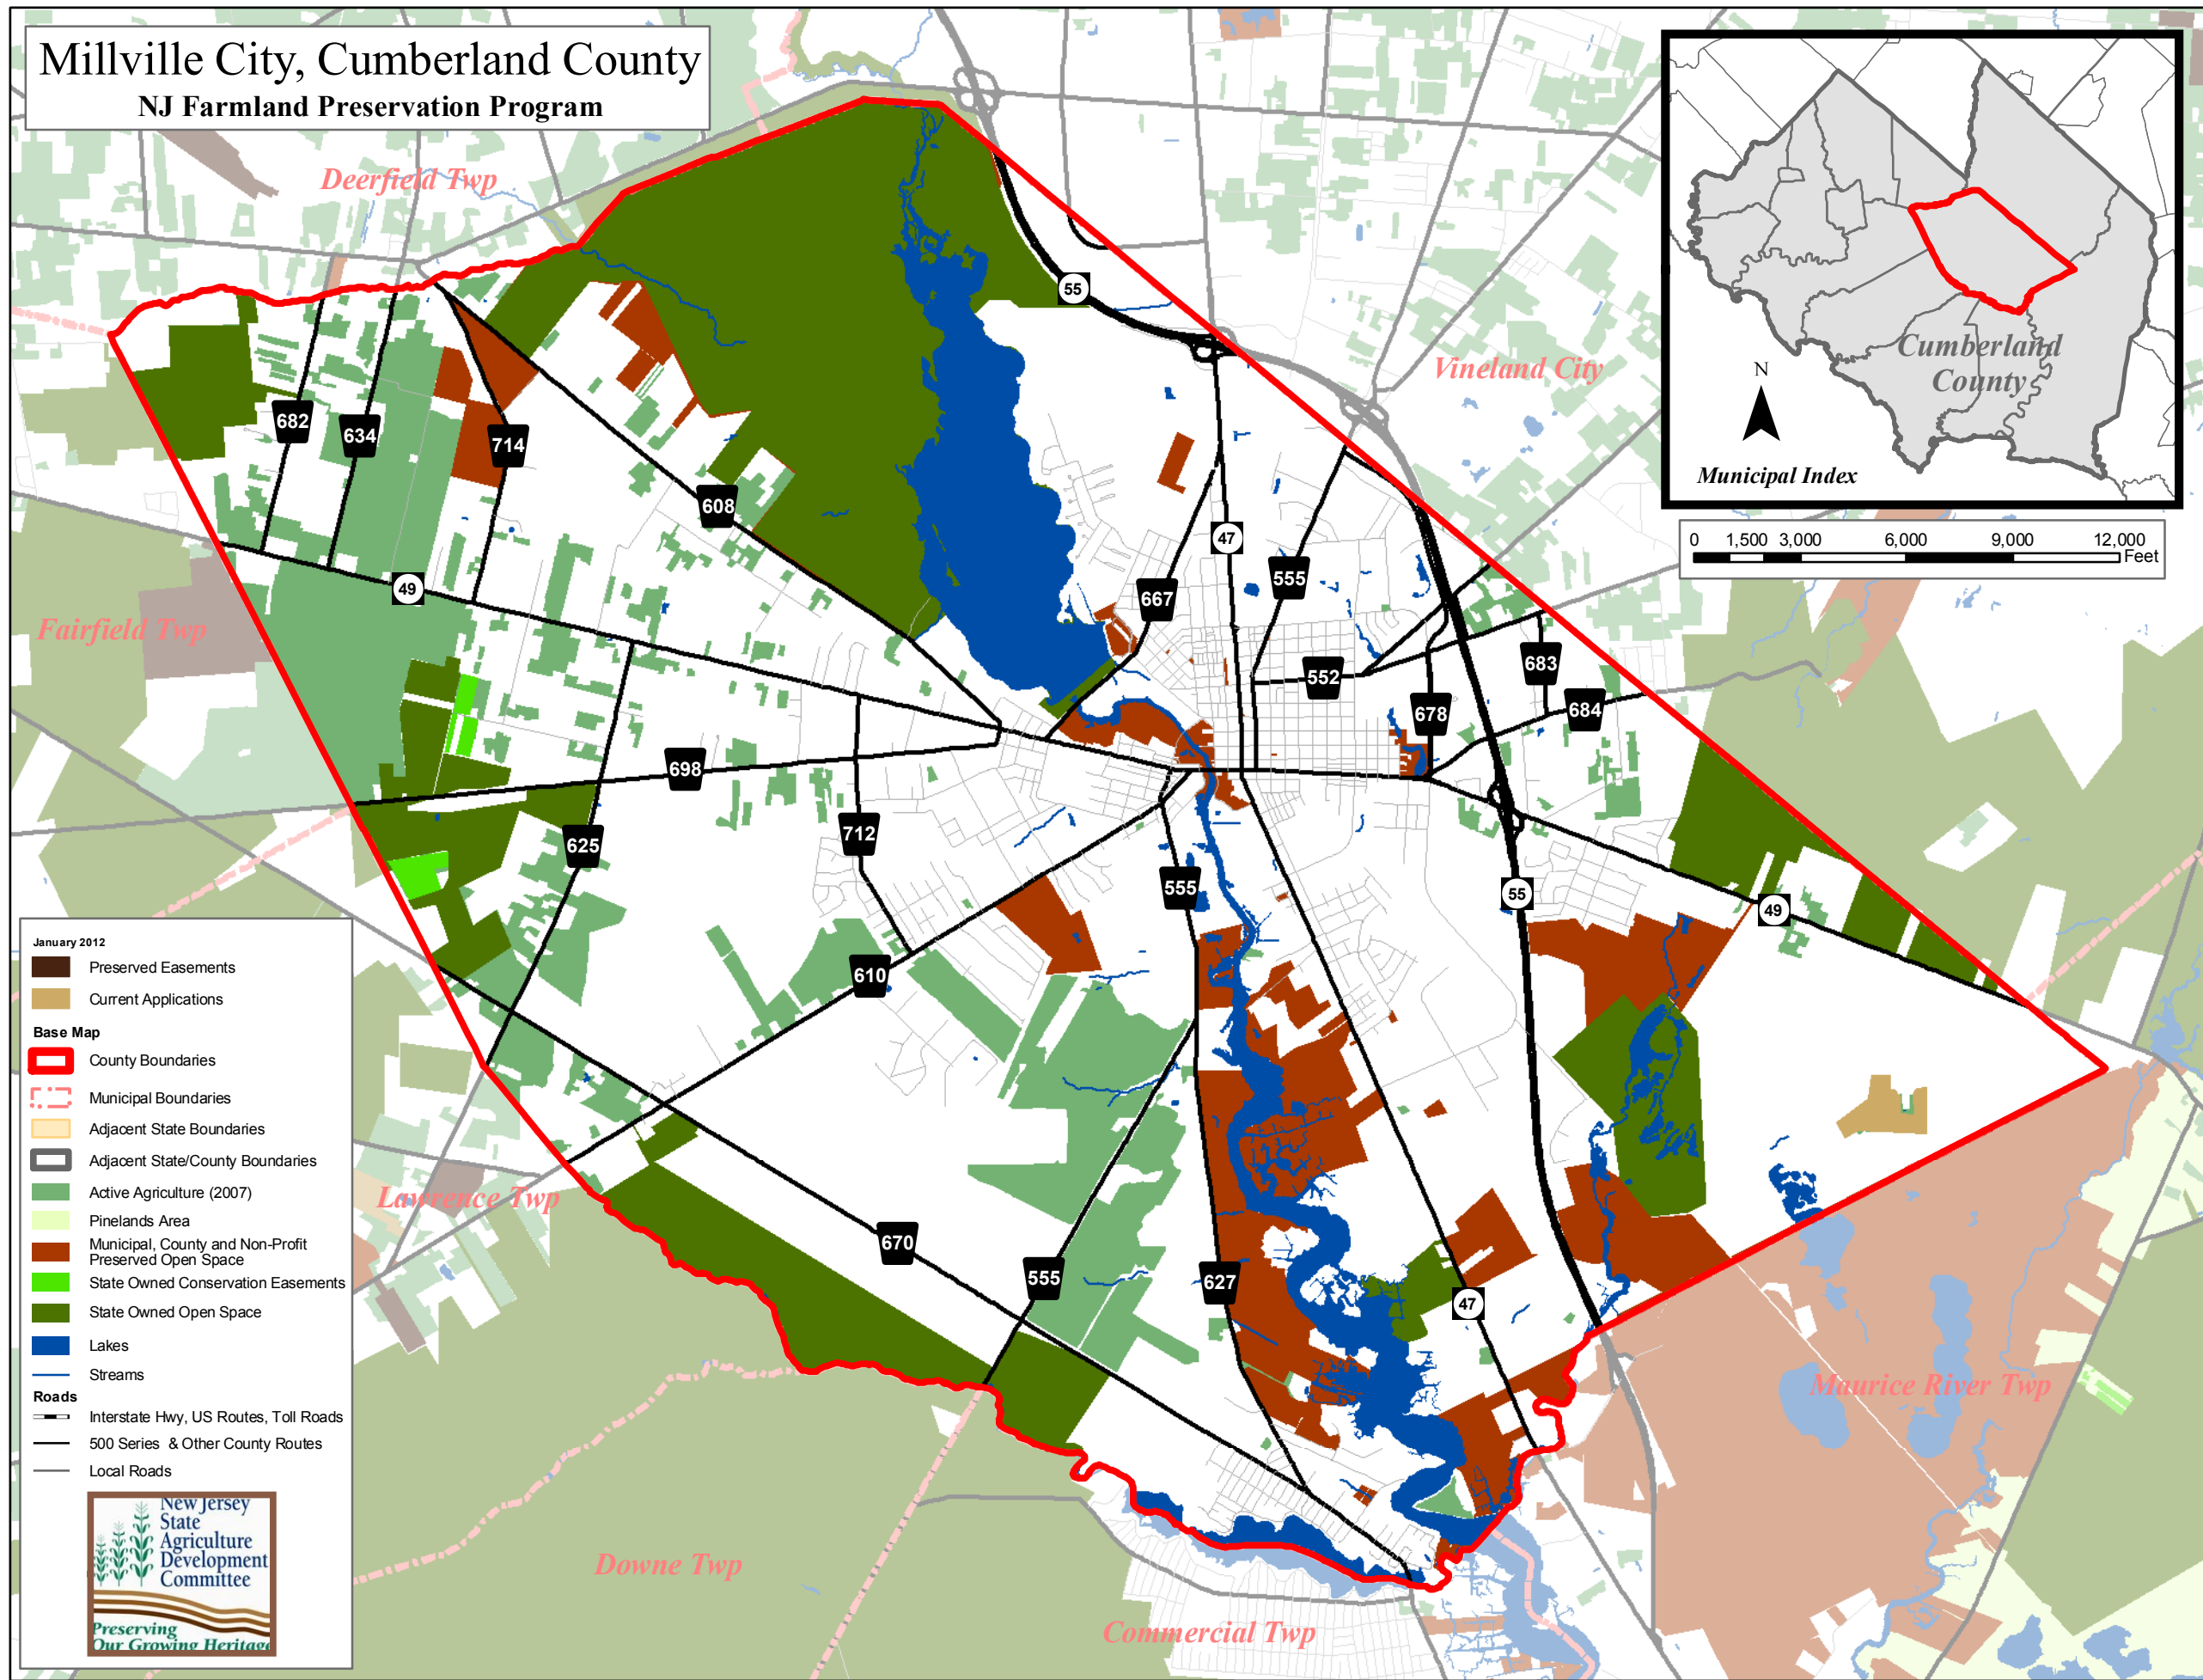 Millville City, Cumberland County
NJ Farmland Preservation Program
Deerfield Twp
Vineland City
Fairfield Twp
Lawrence Twp
Downe Twp
Commercial Twp
Maurice River Twp
55
682
634
714
608
47
667
555
49
552
683
678
684
698
625
712
555
55
49
610
670
555
627
47
Cumberland
County
N
Municipal Index
0 1,500 3,000 6,000 9,000 12,000
Feet
January 2012
Preserved Easements
Current Applications
Base Map
County Boundaries
Municipal Boundaries
Adjacent State Boundaries
Adjacent State/County Boundaries
Active Agriculture (2007)
Pinelands Area
Municipal, County and Non-Profit
Preserved Open Space
State Owned Conservation Easements
State Owned Open Space
Lakes
Streams
Roads
Interstate Hwy, US Routes, Toll Roads
500 Series & Other County Routes
Local Roads
New Jersey
State
Agriculture
Development
Committee
Preserving
Our Growing Heritage